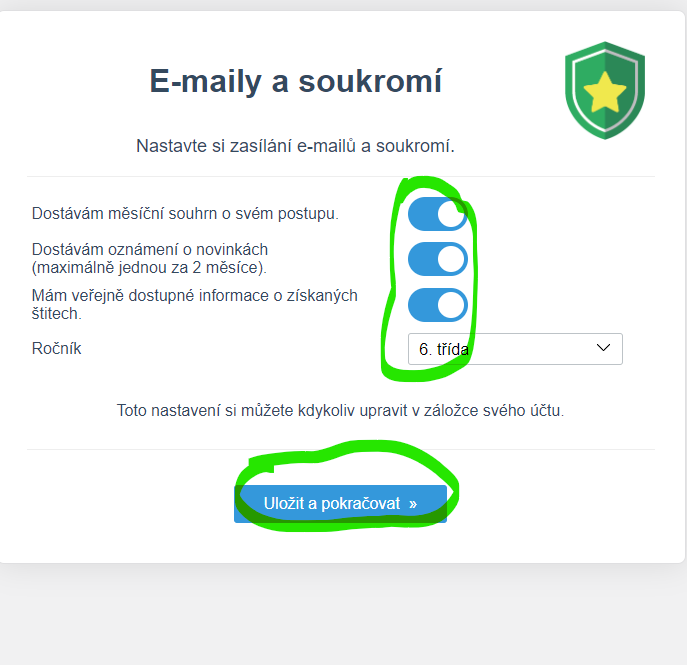 E-maily a soukromí
Nastavte si zasílání e-mailů a soukromí.
Dostávám měsíční souhrn o svém postupu.
Dostávám oznámení o novinkách
(maximálně jednou za 2 měsíce).
Mám veřejně dostupné informace o získaných
štitech.
Ročník
6. třída
Toto nastavení si můžete kdykoliv upravit v záložce svého účtu.
Uložit a pokračovat »